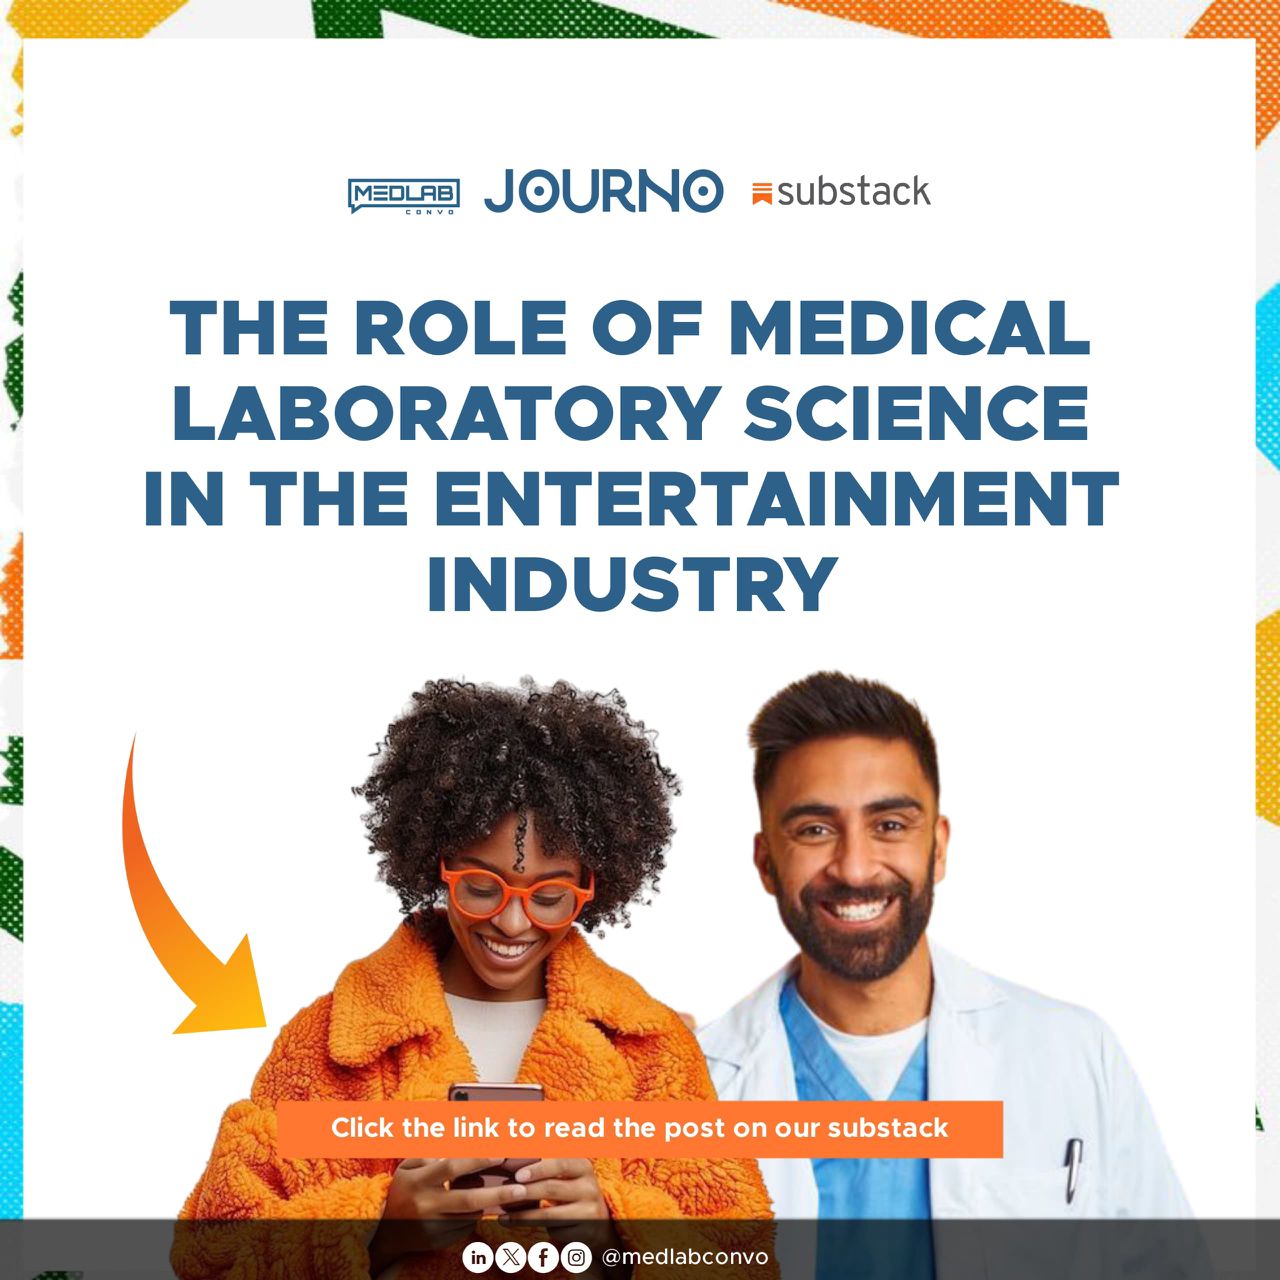 MEDLAB
CONVO
JOURNO
substack
THE ROLE OF MEDICAL
LABORATORY SCIENCE
IN THE ENTERTAINMENT
INDUSTRY
Click the link to read the post on our substack
@medlabconvo